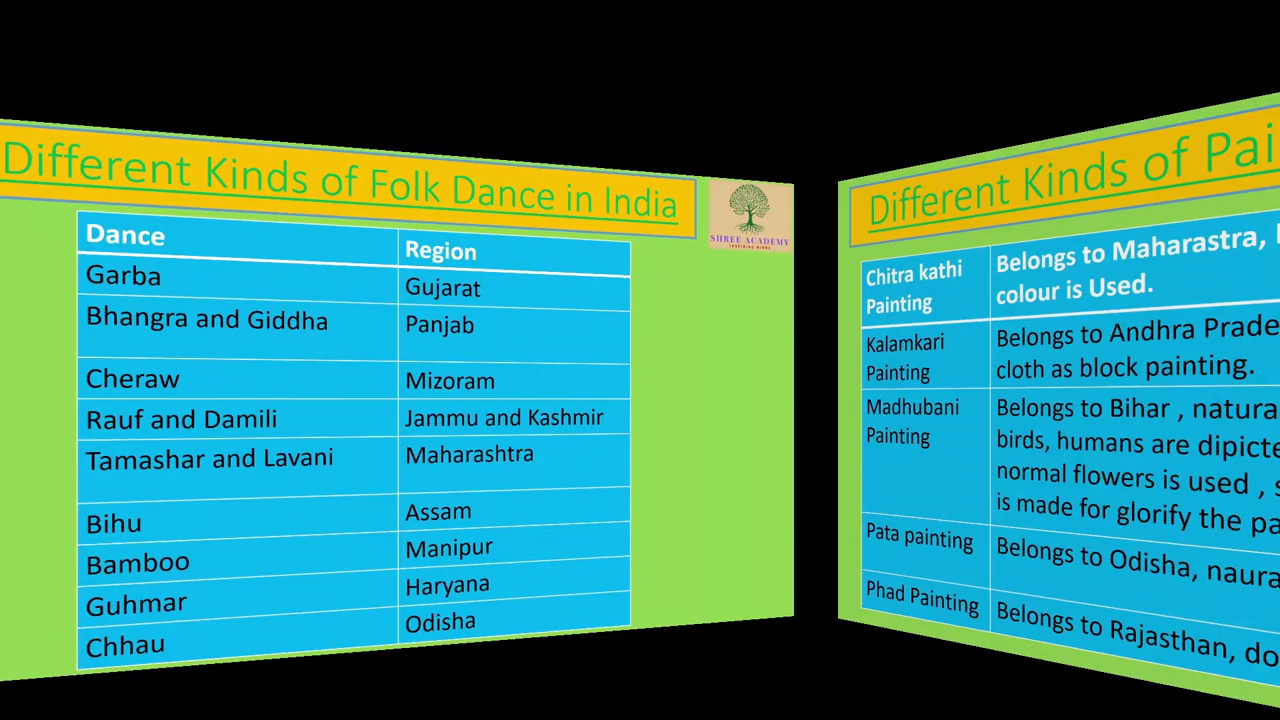 Different Kinds of Folk Dance in India
SHREE ACADEMY
INSPIRING MINDS
Dance Region
Garba Gujarat
Bhangra and Giddha Panjab
Cheraw Mizoram
Rauf and Damili Jammu and Kashmir
Tamashar and Lavani Maharashtra
Bihu Assam
Bamboo Manipur
Guhmar Haryana
Chhau Odisha
Different Kinds of Pai
Chitra kathi
Painting
Belongs to Maharastra,
colour is Used.
Kalamkari
Painting
Belongs to Andhra Prade
cloth as block painting.
Madhubani
Painting
Belongs to Bihar , natura
birds, humans are dipicte
normal flowers is used , s
is made for glorify the pa
Pata painting
Belongs to Odisha, naura
Phad Painting
Belongs to Rajasthan, do